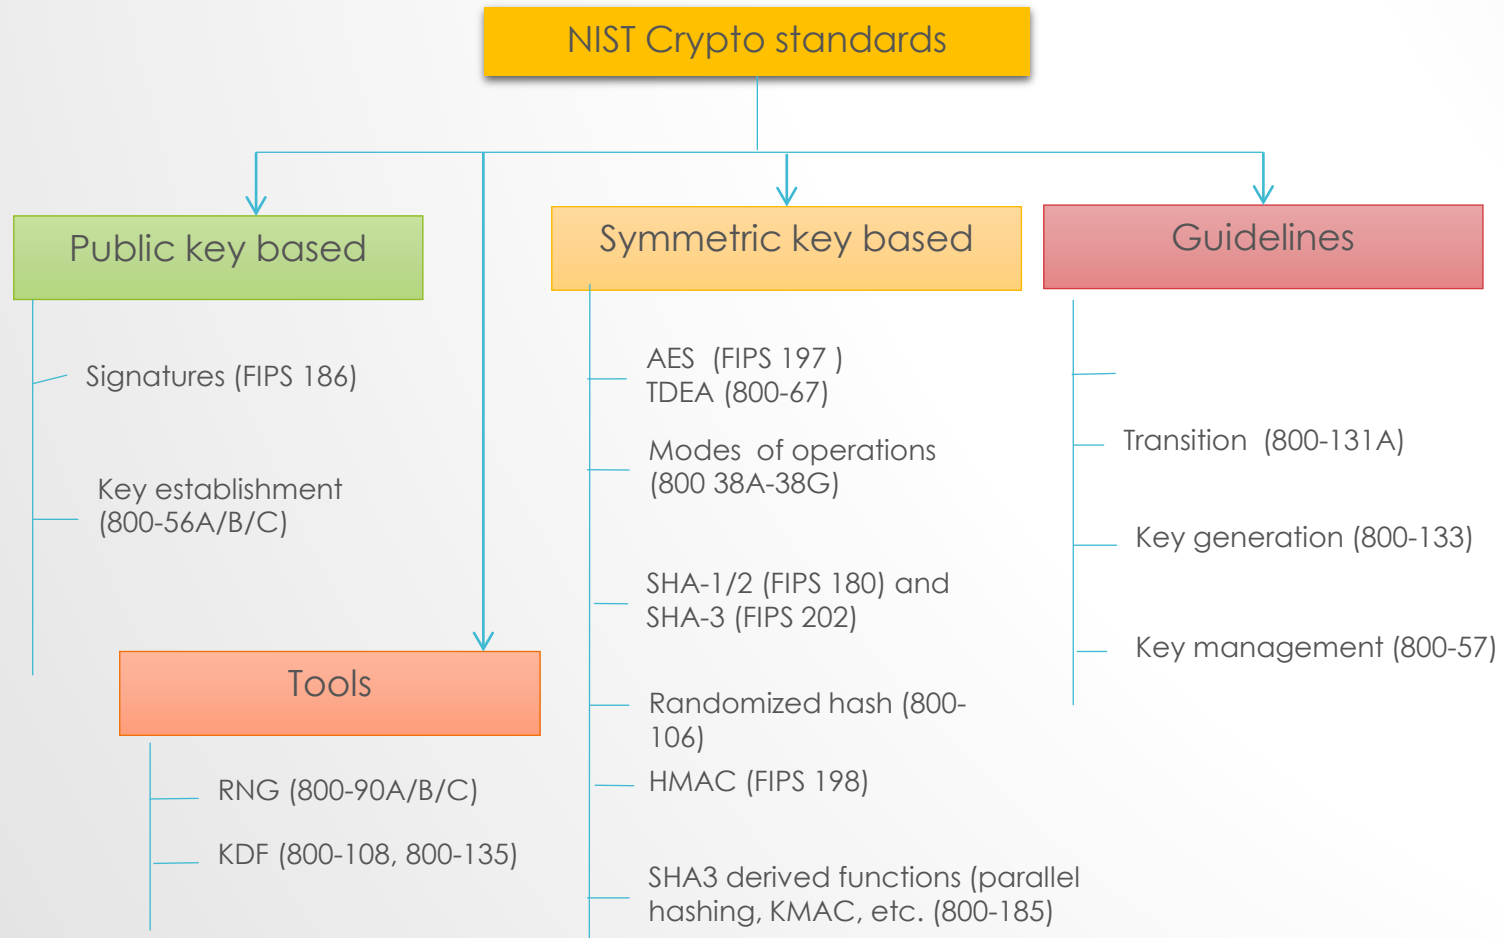 NIST Crypto standards
Public key based
Signatures (FIPS 186)
Key establishment
(800-56A/B/C)
Tools
RNG (800-90A/B/C)
KDF (800-108, 800-135)
Symmetric key based
AES  (FIPS 197 )
TDEA (800-67)
Modes  of operations
(800 38A-38G)
SHA-1/2 (FIPS 180) and
SHA-3 (FIPS 202)
Randomized hash (800-
106)
HMAC (FIPS 198)
SHA3 derived functions (parallel
hashing, KMAC, etc. (800-185)
Guidelines
Transition  (800-131A)
Key generation (800-133)
Key management (800-57)